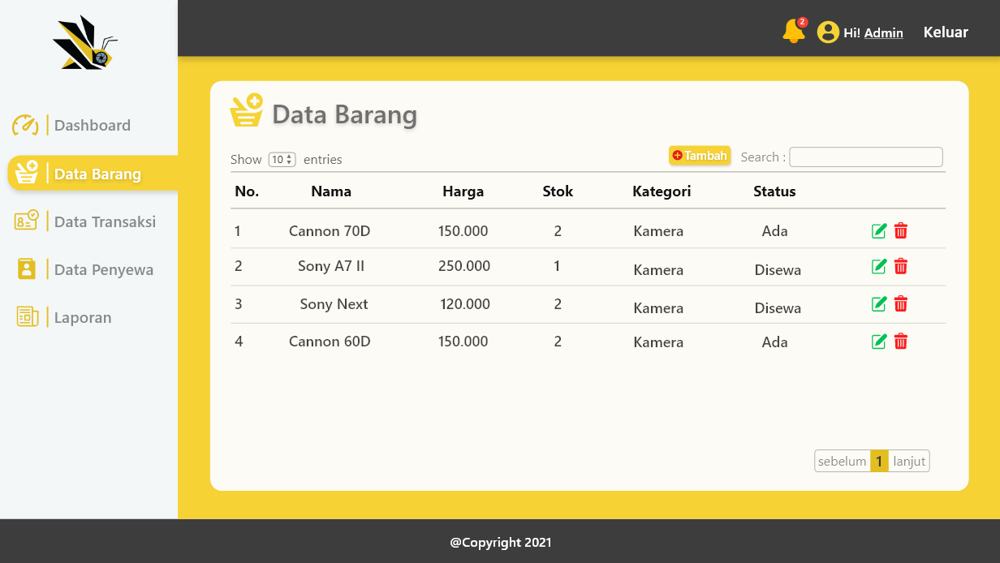 2
Hi! Admin
Keluar
Dashboard
Data Barang
Data Transaksi
Data Penyewa
Laporan
Data Barang
Show 10 entries
Tambah
Search :
No. Nama Harga Stok Kategori Status
1 Cannon 70D 150.000 2 Kamera Ada
2 Sony A7 II 250.000 1 Kamera Disewa
3 Sony Next 120.000 2 Kamera Disewa
4 Cannon 60D 150.000 2 Kamera Ada
sebelum 1 lanjut
@Copyright 2021